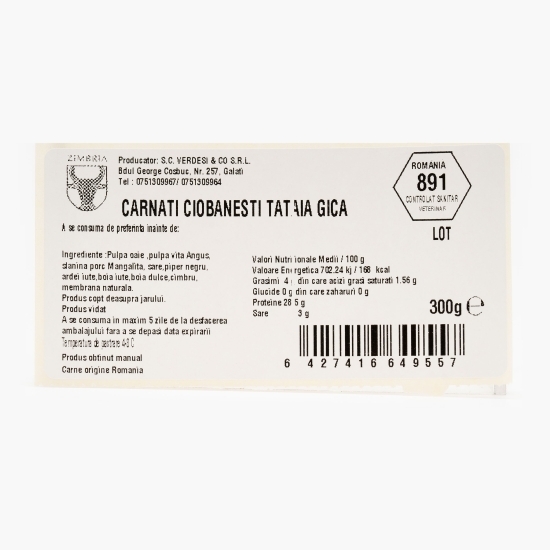 ZIMBRIA
Producator: S.C. VERDESI & CO S.R.L.
Bdul George Cosbuc, Nr. 257, Galati
Tel : 0751309967/ 0751309964
ROMANIA
891
CONTROLAT SANITAR
VETERINAR
CARNATI CIOBANESTI TATAIA GICA
A se consuma de preferinta inainte de:
LOT
Ingrediente :Pulpa oaie ,pulpa vita Angus,
slanina porc Mangalita, sare,piper negru,
ardei iute,boia iute,boia dulce,cimbru,
membrana naturala.
Produs copt deasupra jarului.
Produs vidat
A se consuma in maxim 5 zile de la desfacerea
ambalajului fara a se depasi data expirarii
Temperatura de pastrare 4-8 C
Produs obtinut manual
Carne origine Romania
Valori Nutritionale Medii / 100 g
Valoare Energetica 702.24 kj / 168 kcal
Grasimi 4 g din care acizi grasi saturati 1.56 g
Glucide 0 g din care zaharuri 0 g
Proteine 28 5 g
Sare 3 g
300g e
6 427416 649557